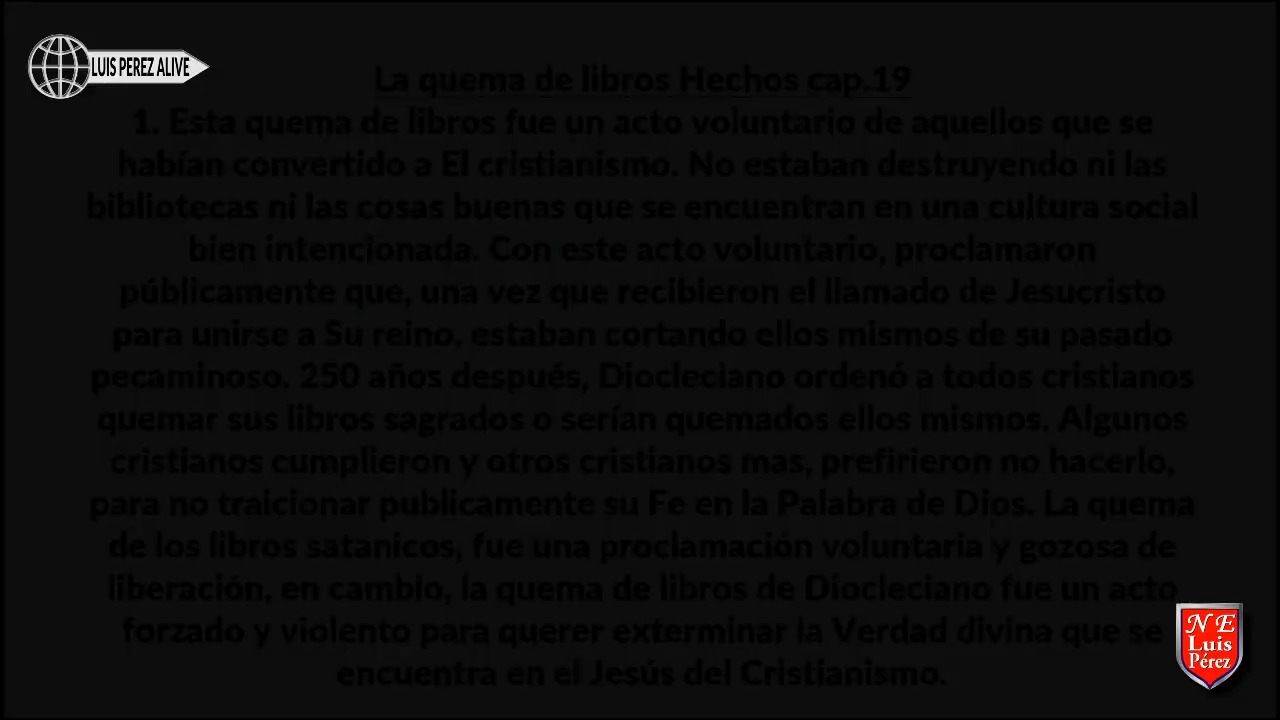 LUIS PEREZ ALIVE
La quema de libros Hechos cap.19
1. Esta quema de libros fue un acto voluntario de aquellos que se
habían convertido a El cristianismo. No estaban destruyendo ni las
bibliotecas ni las cosas buenas que se encuentran en una cultura social
bien intencionada. Con este acto voluntario, proclamaron
públicamente que, una vez que recibieron el llamado de Jesucristo
para unirse a Su reino, estaban cortando ellos mismos de su pasado
pecaminoso. 250 años después, Diocleciano ordenó a todos cristianos
quemar sus libros sagrados o serían quemados ellos mismos. Algunos
cristianos cumplieron y otros cristianos mas, prefirieron no hacerlo,
para no traicionar publicamente su Fe en la Palabra de Dios. La quema
de los libros satanicos, fue una proclamación voluntaria y gozosa de
liberación, en cambio, la quema de libros de Diocleciano fue un acto
forzado y violento para querer exterminar la Verdad divina que se
encuentra en el Jesús del Cristianismo.
N E
Luis
Pérez